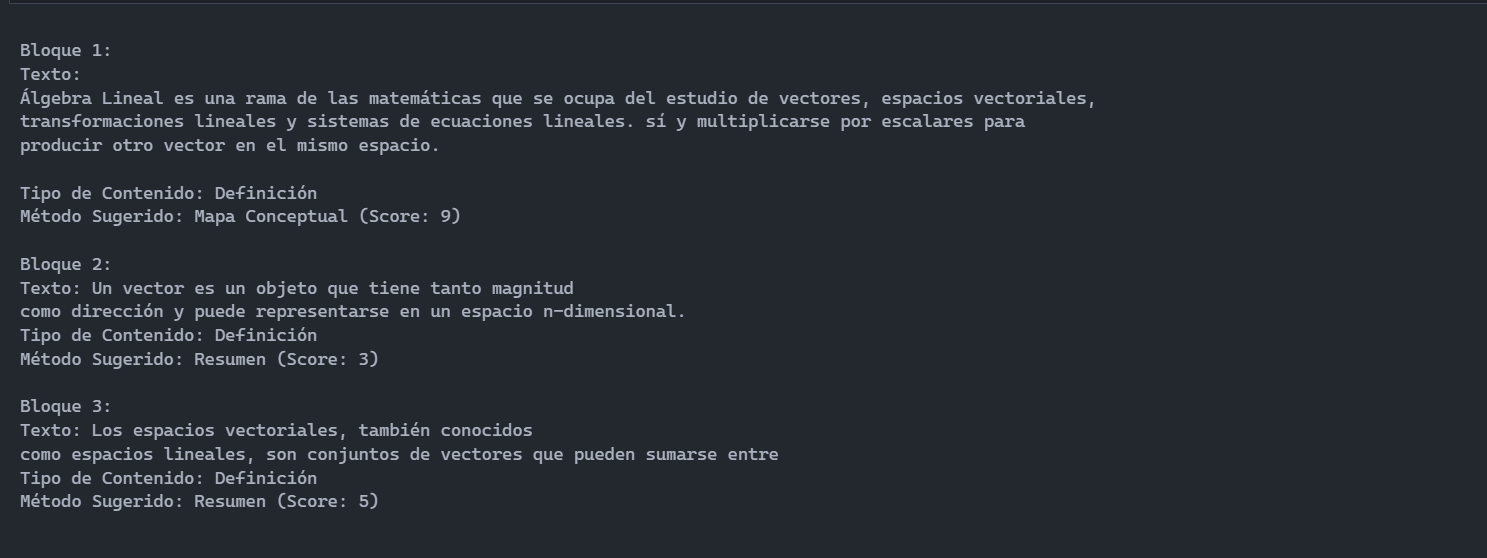 Bloque 1:
Texto:
Álgebra Lineal es una rama de las matemáticas que se ocupa del estudio de vectores, espacios vectoriales,
transformaciones lineales y sistemas de ecuaciones lineales. sí y multiplicarse por escalares para
producir otro vector en el mismo espacio.
Tipo de Contenido: Definición
Método Sugerido: Mapa Conceptual (Score: 9)
Bloque 2:
Texto: Un vector es un objeto que tiene tanto magnitud
como dirección y puede representarse en un espacio n-dimensional.
Tipo de Contenido: Definición
Método Sugerido: Resumen (Score: 3)
Bloque 3:
Texto: Los espacios vectoriales, también conocidos
como espacios lineales, son conjuntos de vectores que pueden sumarse entre
Tipo de Contenido: Definición
Método Sugerido: Resumen (Score: 5)